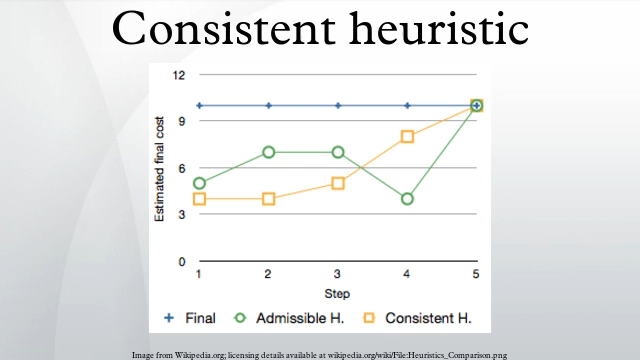 Consistent heuristic
12
9
6
3
0
Estimated final cost
1 2 3 4 5
Step
Final Admissible H. Consistent H.
Image from Wikipedia.org; licensing details available at wikipedia.org/wiki/File:Heuristics_Comparison.png